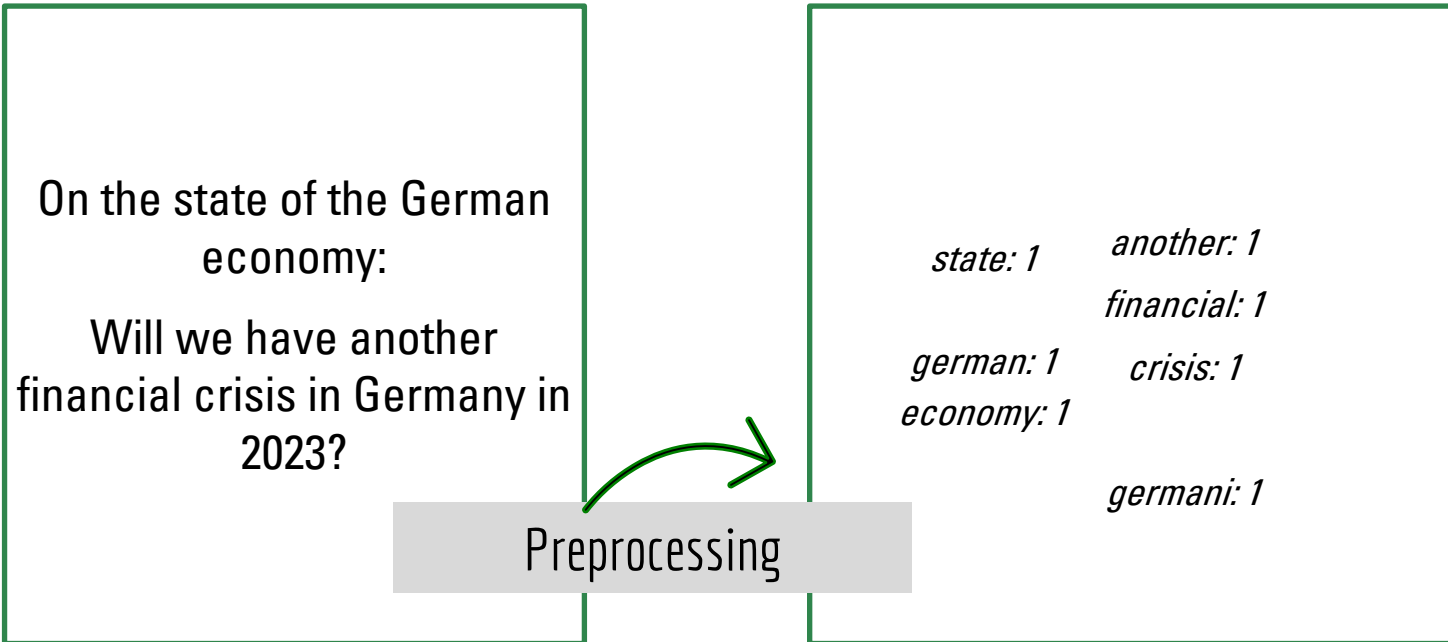 On the state of the German
economy:
Will we have another
financial crisis in Germany in
2023?
Preprocessing
state: 1
german: 1
economy: 1
another: 1
financial: 1
crisis: 1
germani: 1